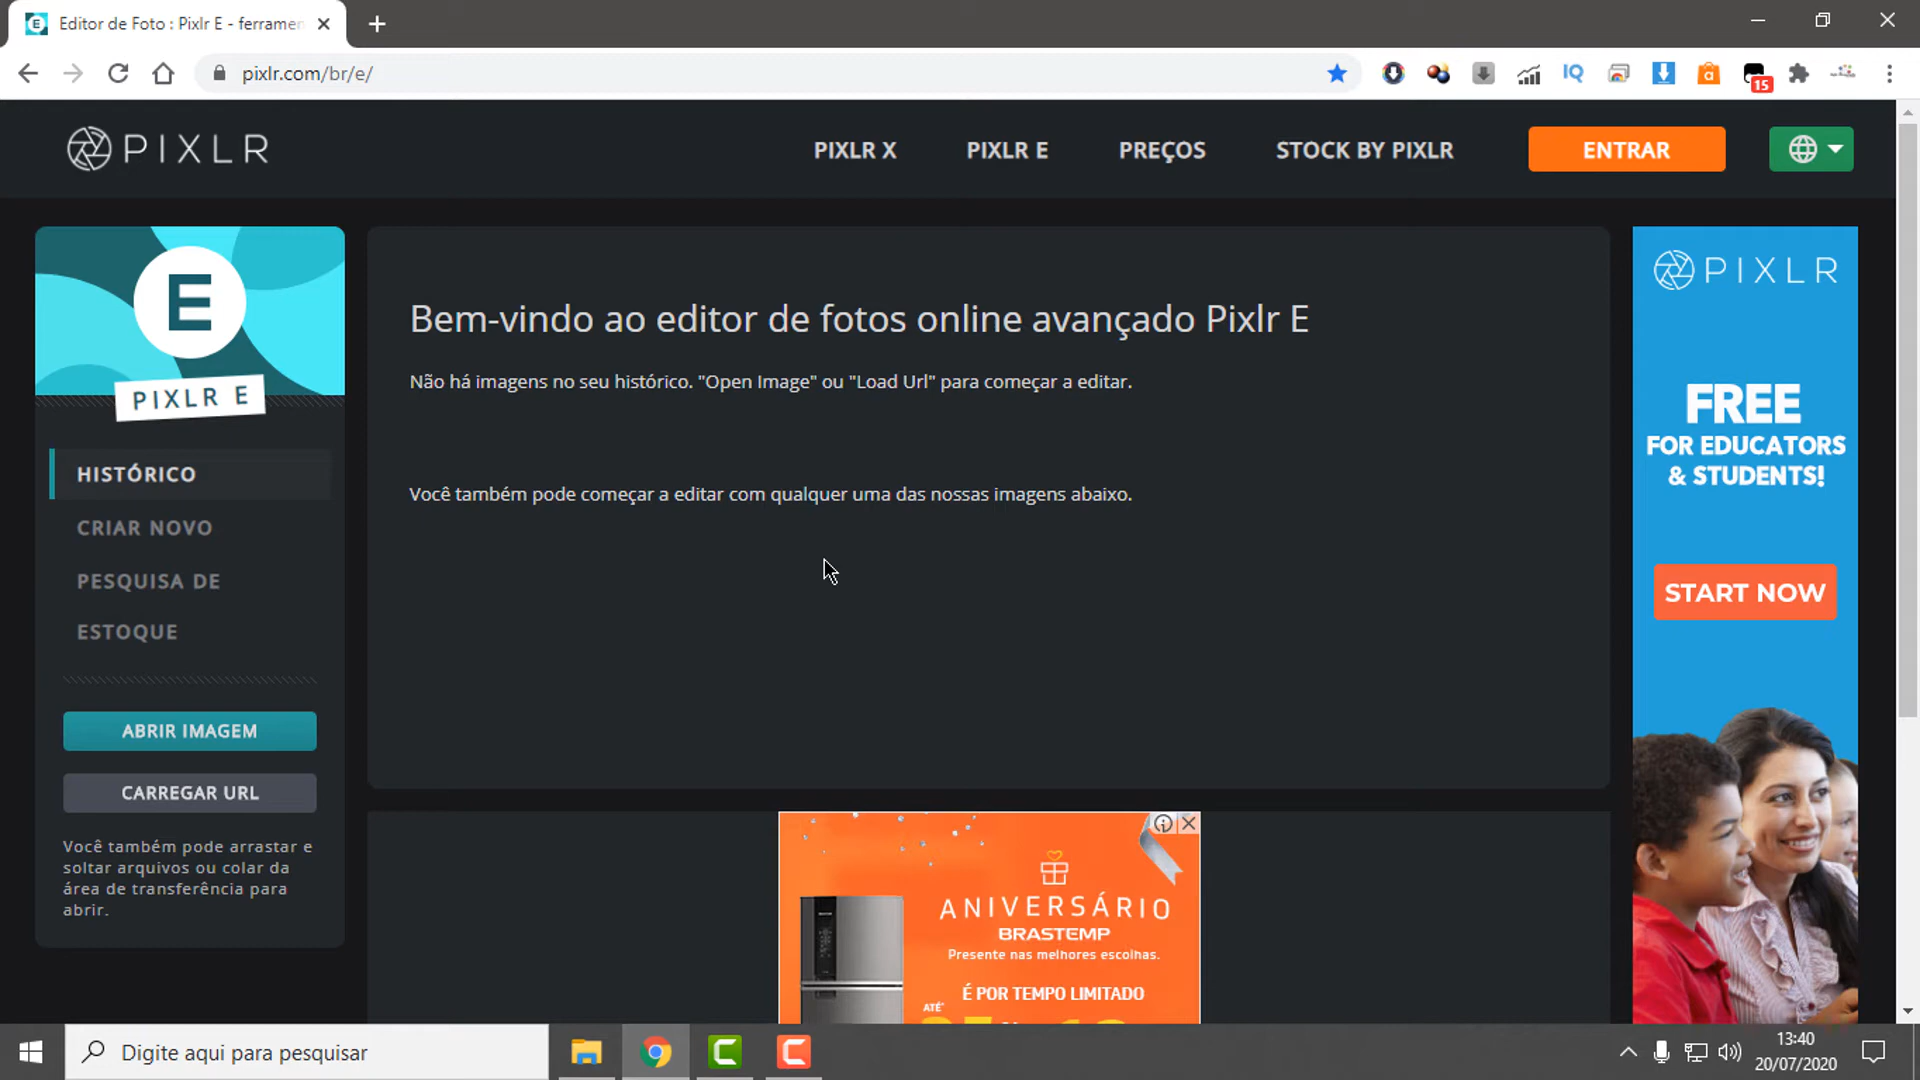 E Editor de Foto : Pixlr E - ferramen
pixlr.com/br/e/
IQ
a
15
PIXLR
PIXLR X
PIXLR E
PREÇOS
STOCK BY PIXLR
ENTRAR
E
PIXLR E
HISTÓRICO
CRIAR NOVO
PESQUISA DE
ESTOQUE
ABRIR IMAGEM
CARREGAR URL
Você também pode arrastar e
soltar arquivos ou colar da
área de transferência para
abrir.
Bem-vindo ao editor de fotos online avançado Pixlr E
Não há imagens no seu histórico. "Open Image" ou "Load Url" para começar a editar.
Você também pode começar a editar com qualquer uma das nossas imagens abaixo.
ANIVERSÁRIO
BRASTEMP
Presente nas melhores escolhas.
É POR TEMPO LIMITADO
ATÉ
PIXLR
FREE
FOR EDUCATORS
& STUDENTS!
START NOW
Digite aqui para pesquisar
C
C
13:40
20/07/2020